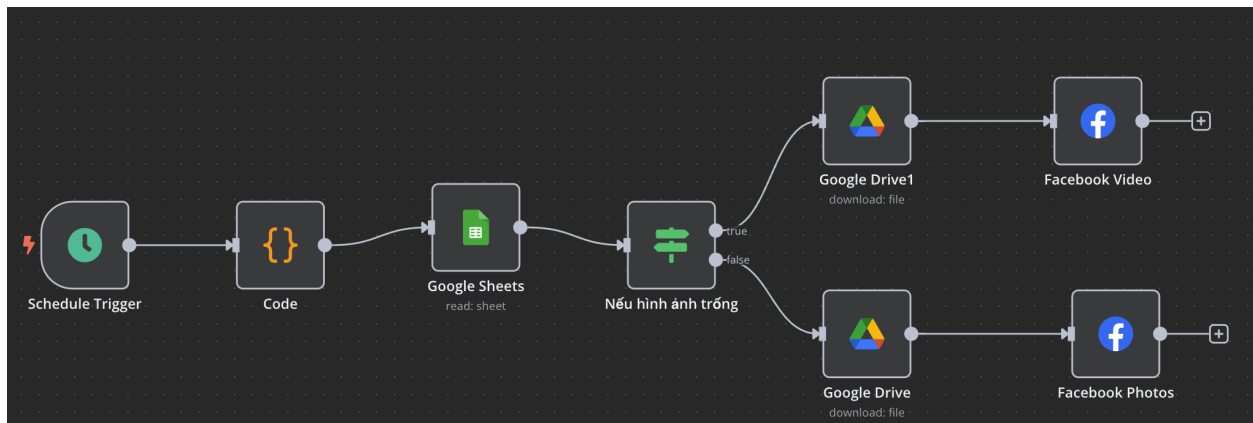 Google Drive1
download: file
Facebook Video
Schedule Trigger
Code
Google Sheets
read: sheet
Nếu hình ảnh trống
true
false
Google Drive
download: file
Facebook Photos